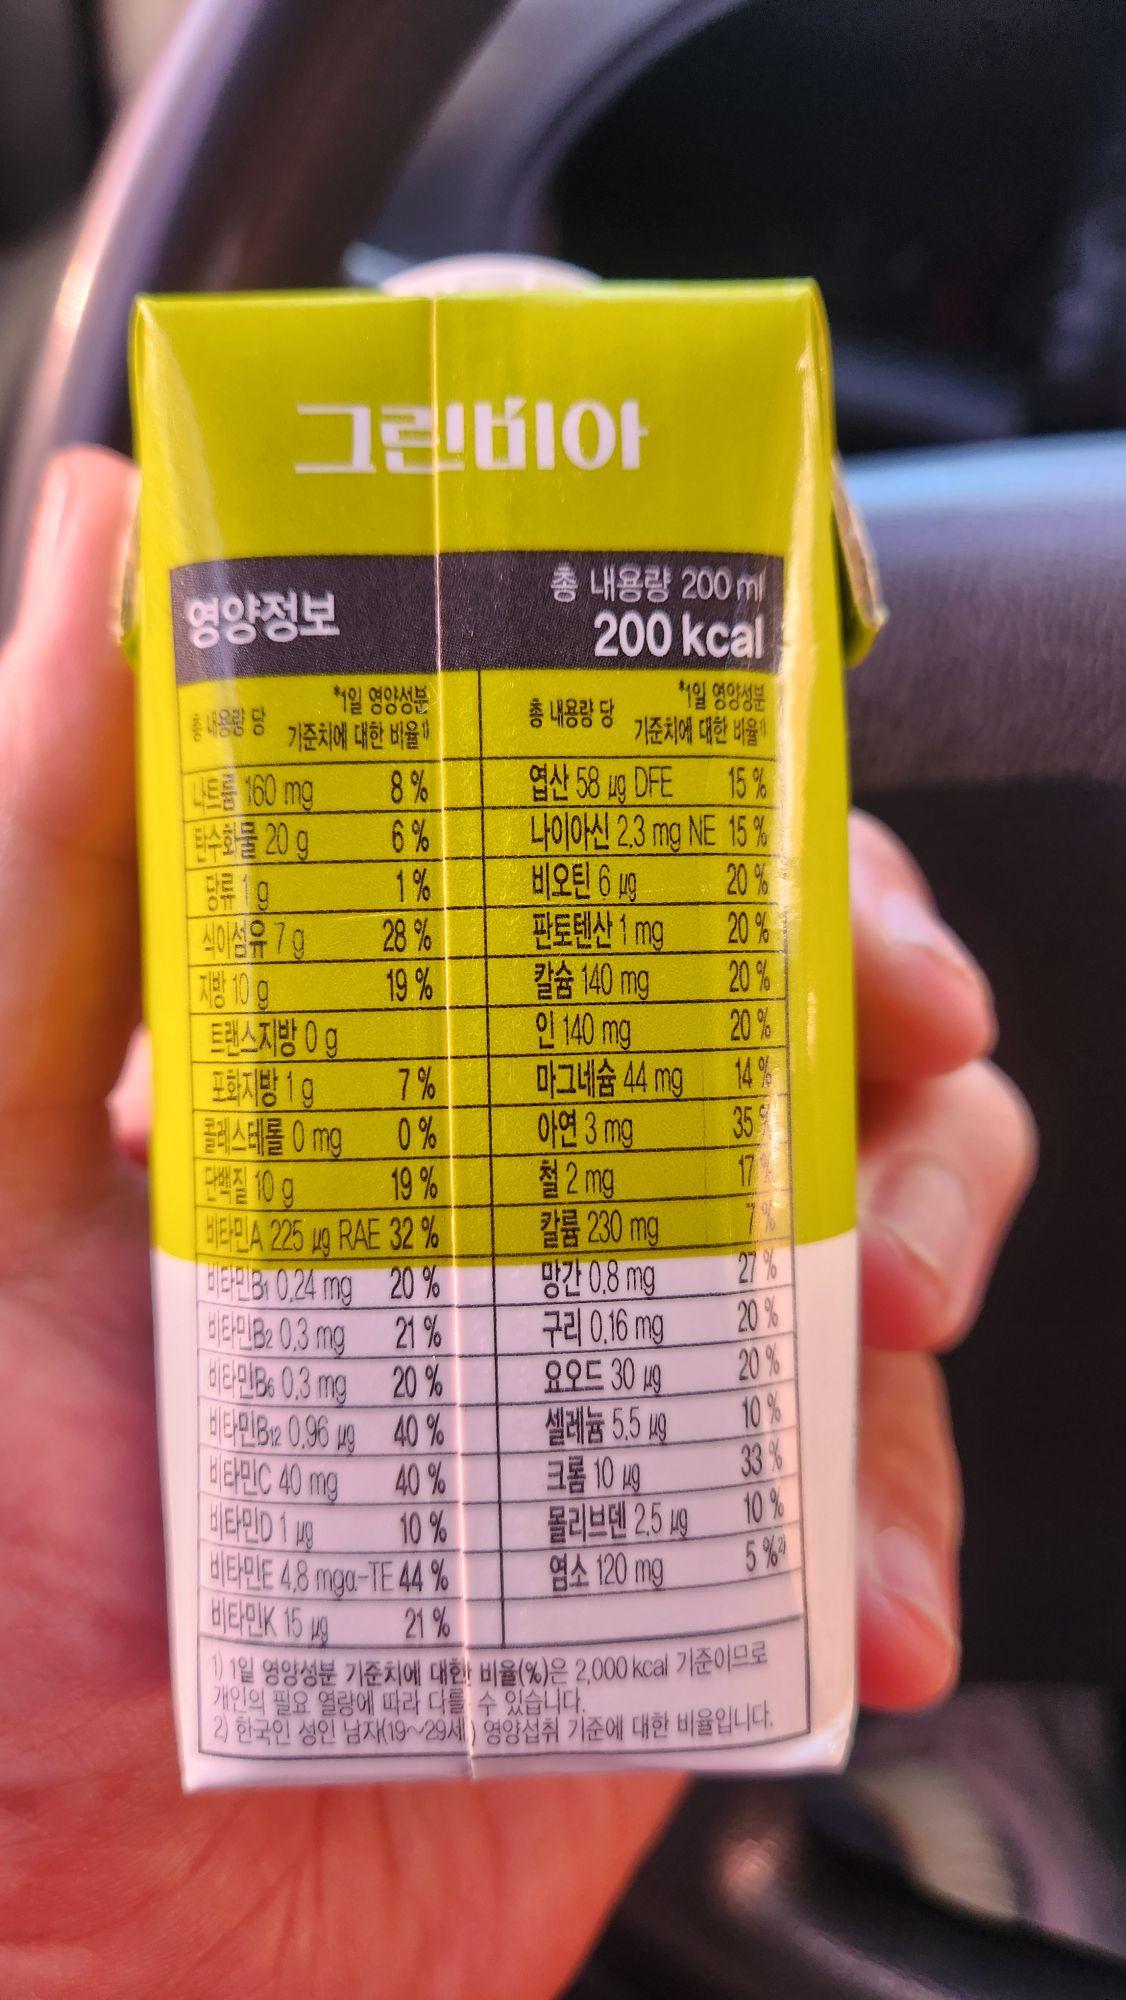 그린비아
영양정보
총 내용량 200 ml
200 kcal
총 내용량 당
*1일 영양성분
기준치에 대한 비율1)
나트륨 160 mg 8 %
탄수화물 20 g 6 %
당류 1 g 1 %
식이섬유 7 g 28 %
지방 10 g 19 %
트랜스지방 0 g
포화지방 1 g 7 %
콜레스테롤 0 mg 0 %
단백질 10 g 19 %
비타민A 225 µg RAE 32 %
비타민B1 0.24 mg 20 %
비타민B2 0.3 mg 21 %
비타민B6 0.3 mg 20 %
비타민B12 0.96 µg 40 %
비타민C 40 mg 40 %
비타민D 1 µg 10 %
비타민E 4.8 mgα-TE 44 %
비타민K 15 µg 21 %
총 내용량 당
*1일 영양성분
기준치에 대한 비율1)
엽산 58 µg DFE 15 %
나이아신 2.3 mg NE 15 %
비오틴 6 µg 20 %
판토텐산 1 mg 20 %
칼슘 140 mg 20 %
인 140 mg 20 %
마그네슘 44 mg 14 %
아연 3 mg 35 %
철 2 mg 17 %
칼륨 230 mg 7 %
망간 0.8 mg 27 %
구리 0.16 mg 20 %
요오드 30 µg 20 %
셀레늄 5.5 µg 10 %
크롬 10 µg 33 %
몰리브덴 2.5 µg 10 %
염소 120 mg 5 %2)
1) 1일 영양성분 기준치에 대한 비율(%)은 2,000 kcal 기준이므로
개인의 필요 열량에 따라 다를 수 있습니다.
2) 한국인 성인 남자(19~29세) 영양섭취 기준에 대한 비율입니다.